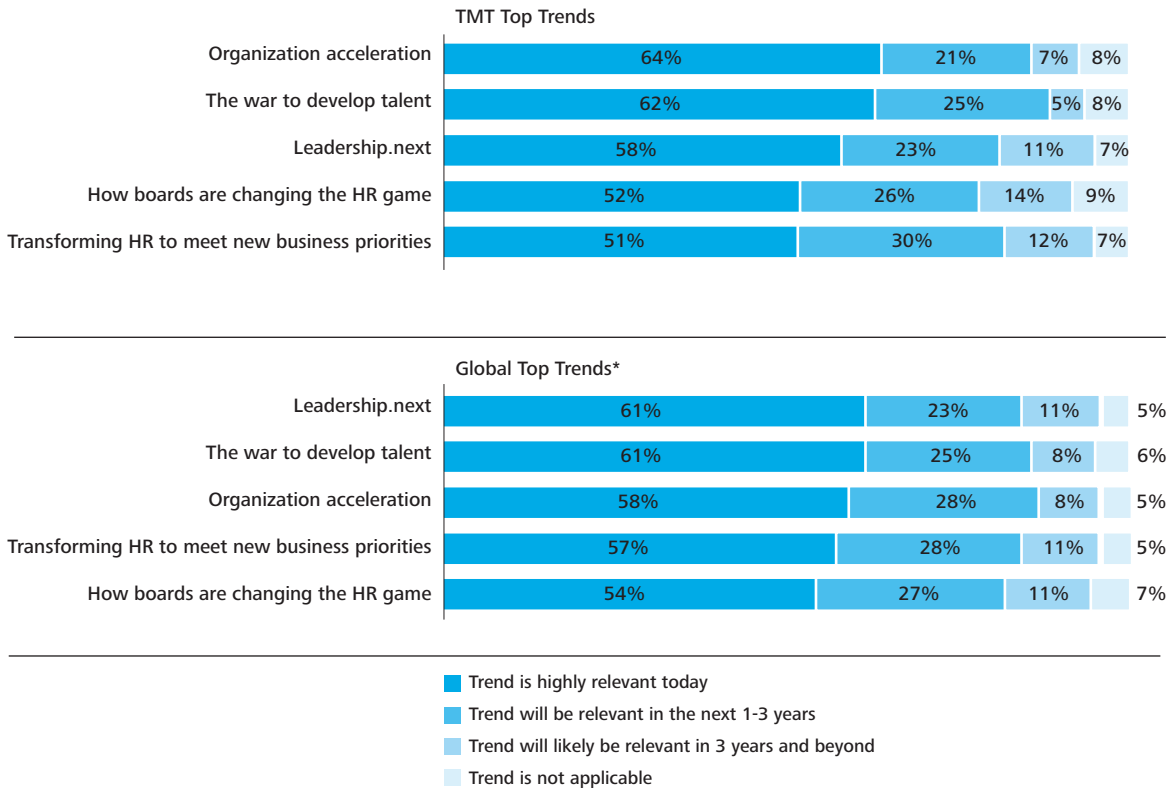 TMT Top Trends
Organization acceleration 64% 21% 7% 8%
The war to develop talent 62% 25% 5% 8%
Leadership.next 58% 23% 11% 7%
How boards are changing the HR game 52% 26% 14% 9%
Transforming HR to meet new business priorities 51% 30% 12% 7%
Global Top Trends*
Leadership.next 61% 23% 11% 5%
The war to develop talent 61% 25% 8% 6%
Organization acceleration 58% 28% 8% 5%
Transforming HR to meet new business priorities 57% 28% 11% 5%
How boards are changing the HR game 54% 27% 11% 7%
Trend is highly relevant today
Trend will be relevant in the next 1-3 years
Trend will likely be relevant in 3 years and beyond
Trend is not applicable